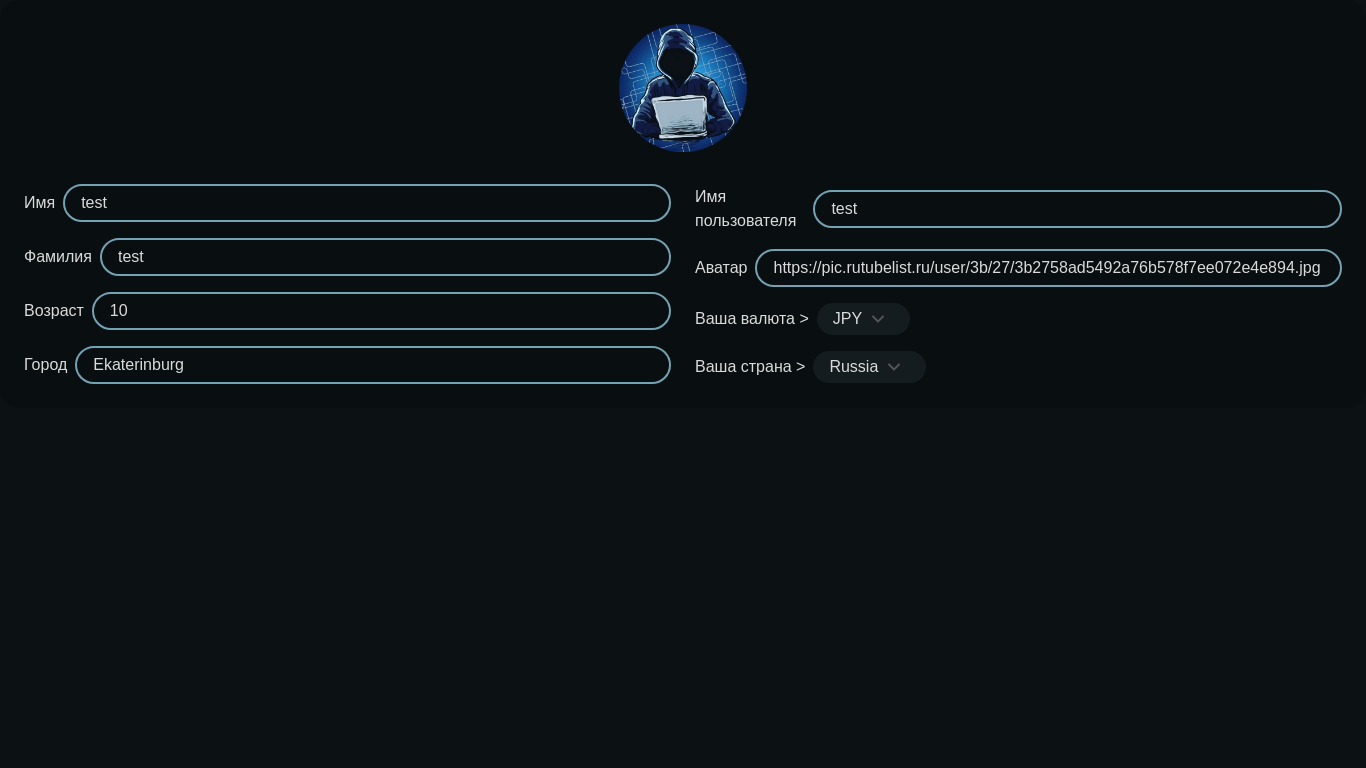 Имя test
Фамилия test
Возраст 10
Город Ekaterinburg
Имя
пользователя test
Аватар https://pic.rutubelist.ru/user/3b/27/3b2758ad5492a76b578f7ee072e4e894.jpg
Ваша валюта > JPY
Ваша страна > Russia